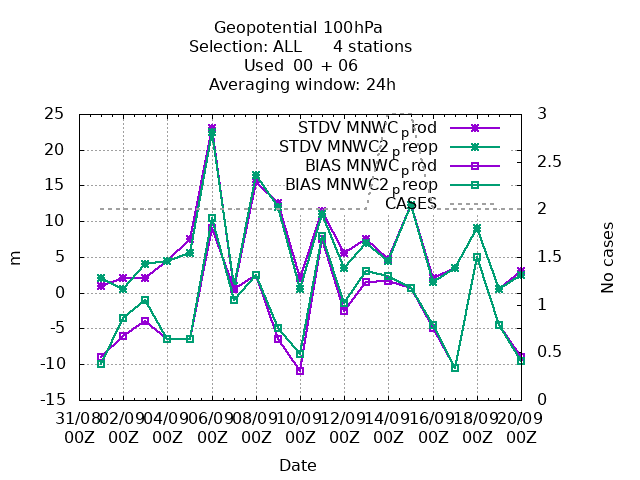 Geopotential 100hPa
Selection: ALL 4 stations
Used 00 + 06
Averaging window: 24h
STDV MNWC_prod
STDV MNWC2_preop
BIAS MNWC_prod
BIAS MNWC2_preop
CASES
25
20
15
10
5
0
-5
-10
-15
m
3
2.5
2
1.5
1
0.5
0
No cases
31/08 02/09 04/09 06/09 08/09 10/09 12/09 14/09 16/09 18/09 20/09
00Z 00Z 00Z 00Z 00Z 00Z 00Z 00Z 00Z 00Z 00Z
Date